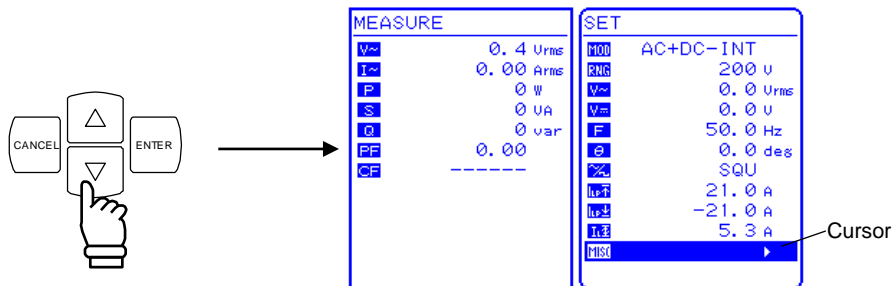 CANCEL
ENTER
MEASURE
V~ 0.4 Vrms
I~ 0.00 Arms
P 0 W
S 0 VA
Q 0 var
PF 0.00
CF ------
SET
MOD AC+DC-INT
RNG 200 V
V~ 0.0 Vrms
V⎓ 0.0 V
F 50.0 Hz
θ 0.0 deg
SQU
21.0 A
-21.0 A
5.3 A
MISC
Cursor